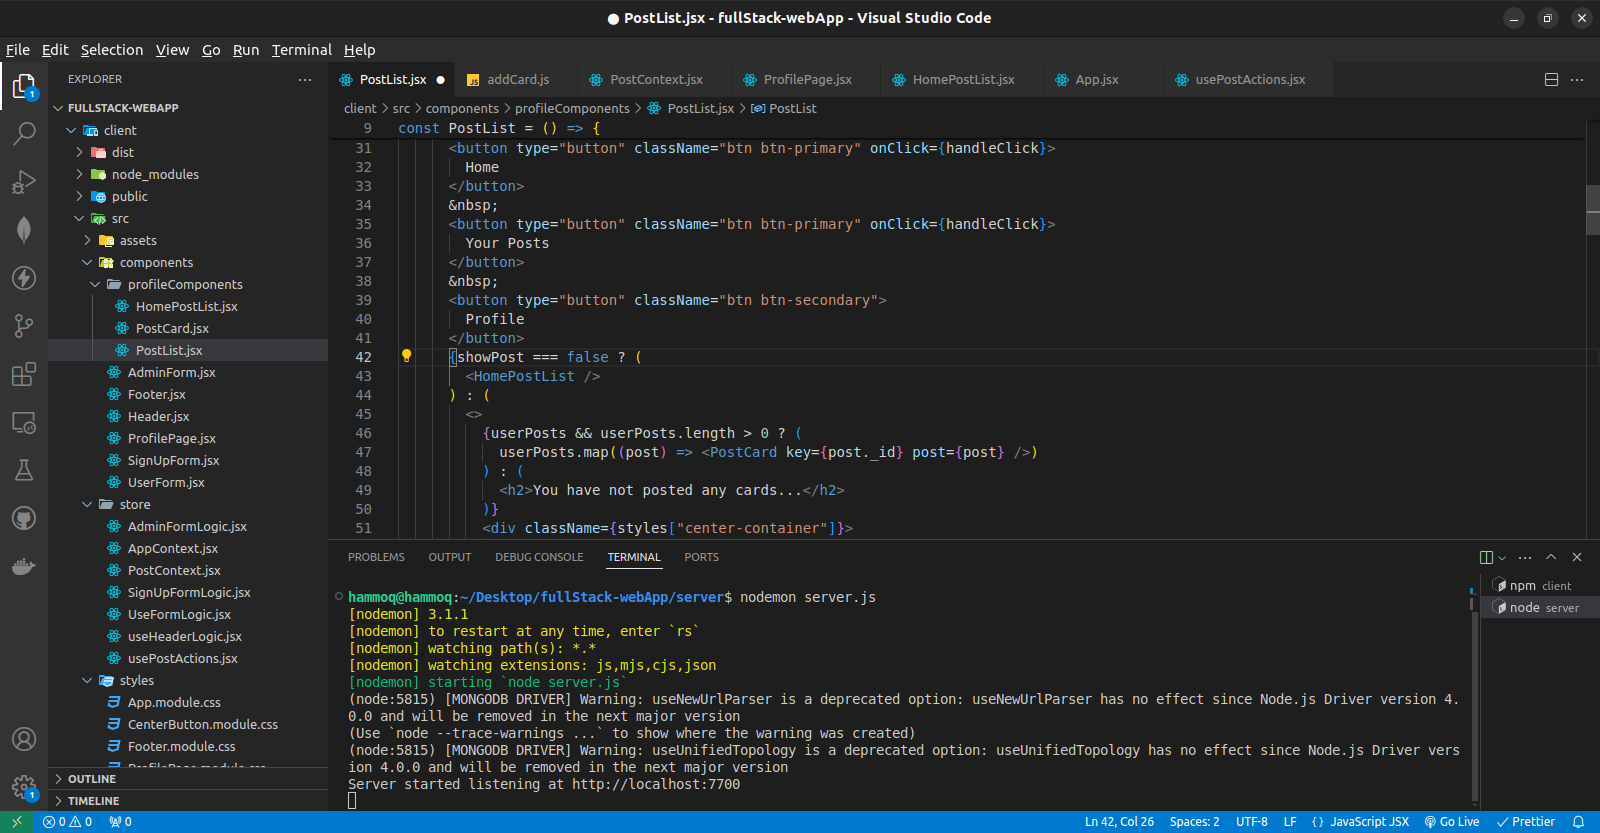 PostList.jsx - fullStack-webApp - Visual Studio Code
File Edit Selection View Go Run Terminal Help
EXPLORER
FULLSTACK-WEBAPP
client
dist
node_modules
public
src
assets
components
profileComponents
HomePostList.jsx
PostCard.jsx
PostList.jsx
AdminForm.jsx
Footer.jsx
Header.jsx
ProfilePage.jsx
SignUpForm.jsx
UserForm.jsx
store
AdminFormLogic.jsx
AppContext.jsx
PostContext.jsx
SignUpFormLogic.jsx
UseFormLogic.jsx
useHeaderLogic.jsx
usePostActions.jsx
styles
App.module.css
CenterButton.module.css
Footer.module.css
ProfilePage.module.css
OUTLINE
TIMELINE
1
1
PostList.jsx addCard.js PostContext.jsx ProfilePage.jsx HomePostList.jsx App.jsx usePostActions.jsx
client > src > components > profileComponents > PostList.jsx > PostList
9 const PostList = () => {
31 <button type="button" className="btn btn-primary" onClick={handleClick}>
32 Home
33 </button>
34 &nbsp;
35 <button type="button" className="btn btn-primary" onClick={handleClick}>
36 Your Posts
37 </button>
38 &nbsp;
39 <button type="button" className="btn btn-secondary">
40 Profile
41 </button>
42 {showPost === false ? (
43 <HomePostList />
44 ) : (
45 <>
46 {userPosts && userPosts.length > 0 ? (
47 userPosts.map((post) => <PostCard key={post._id} post={post} />)
48 ) : (
49 <h2>You have not posted any cards...</h2>
50 )}
51 <div className={styles["center-container"]}>
PROBLEMS OUTPUT DEBUG CONSOLE TERMINAL PORTS
npm client
node server
hammoq@hammoq:~/Desktop/fullStack-webApp/server$ nodemon server.js
[nodemon] 3.1.1
[nodemon] to restart at any time, enter `rs`
[nodemon] watching path(s): *.*
[nodemon] watching extensions: js,mjs,cjs,json
[nodemon] starting `node server.js`
(node:5815) [MONGODB DRIVER] Warning: useNewUrlParser is a deprecated option: useNewUrlParser has no effect since Node.js Driver version 4.
0.0 and will be removed in the next major version
(Use `node --trace-warnings ...` to show where the warning was created)
(node:5815) [MONGODB DRIVER] Warning: useUnifiedTopology is a deprecated option: useUnifiedTopology has no effect since Node.js Driver vers
ion 4.0.0 and will be removed in the next major version
Server started listening at http://localhost:7700
0 0 0 Ln 42, Col 26 Spaces: 2 UTF-8 LF {} JavaScript JSX Go Live Prettier